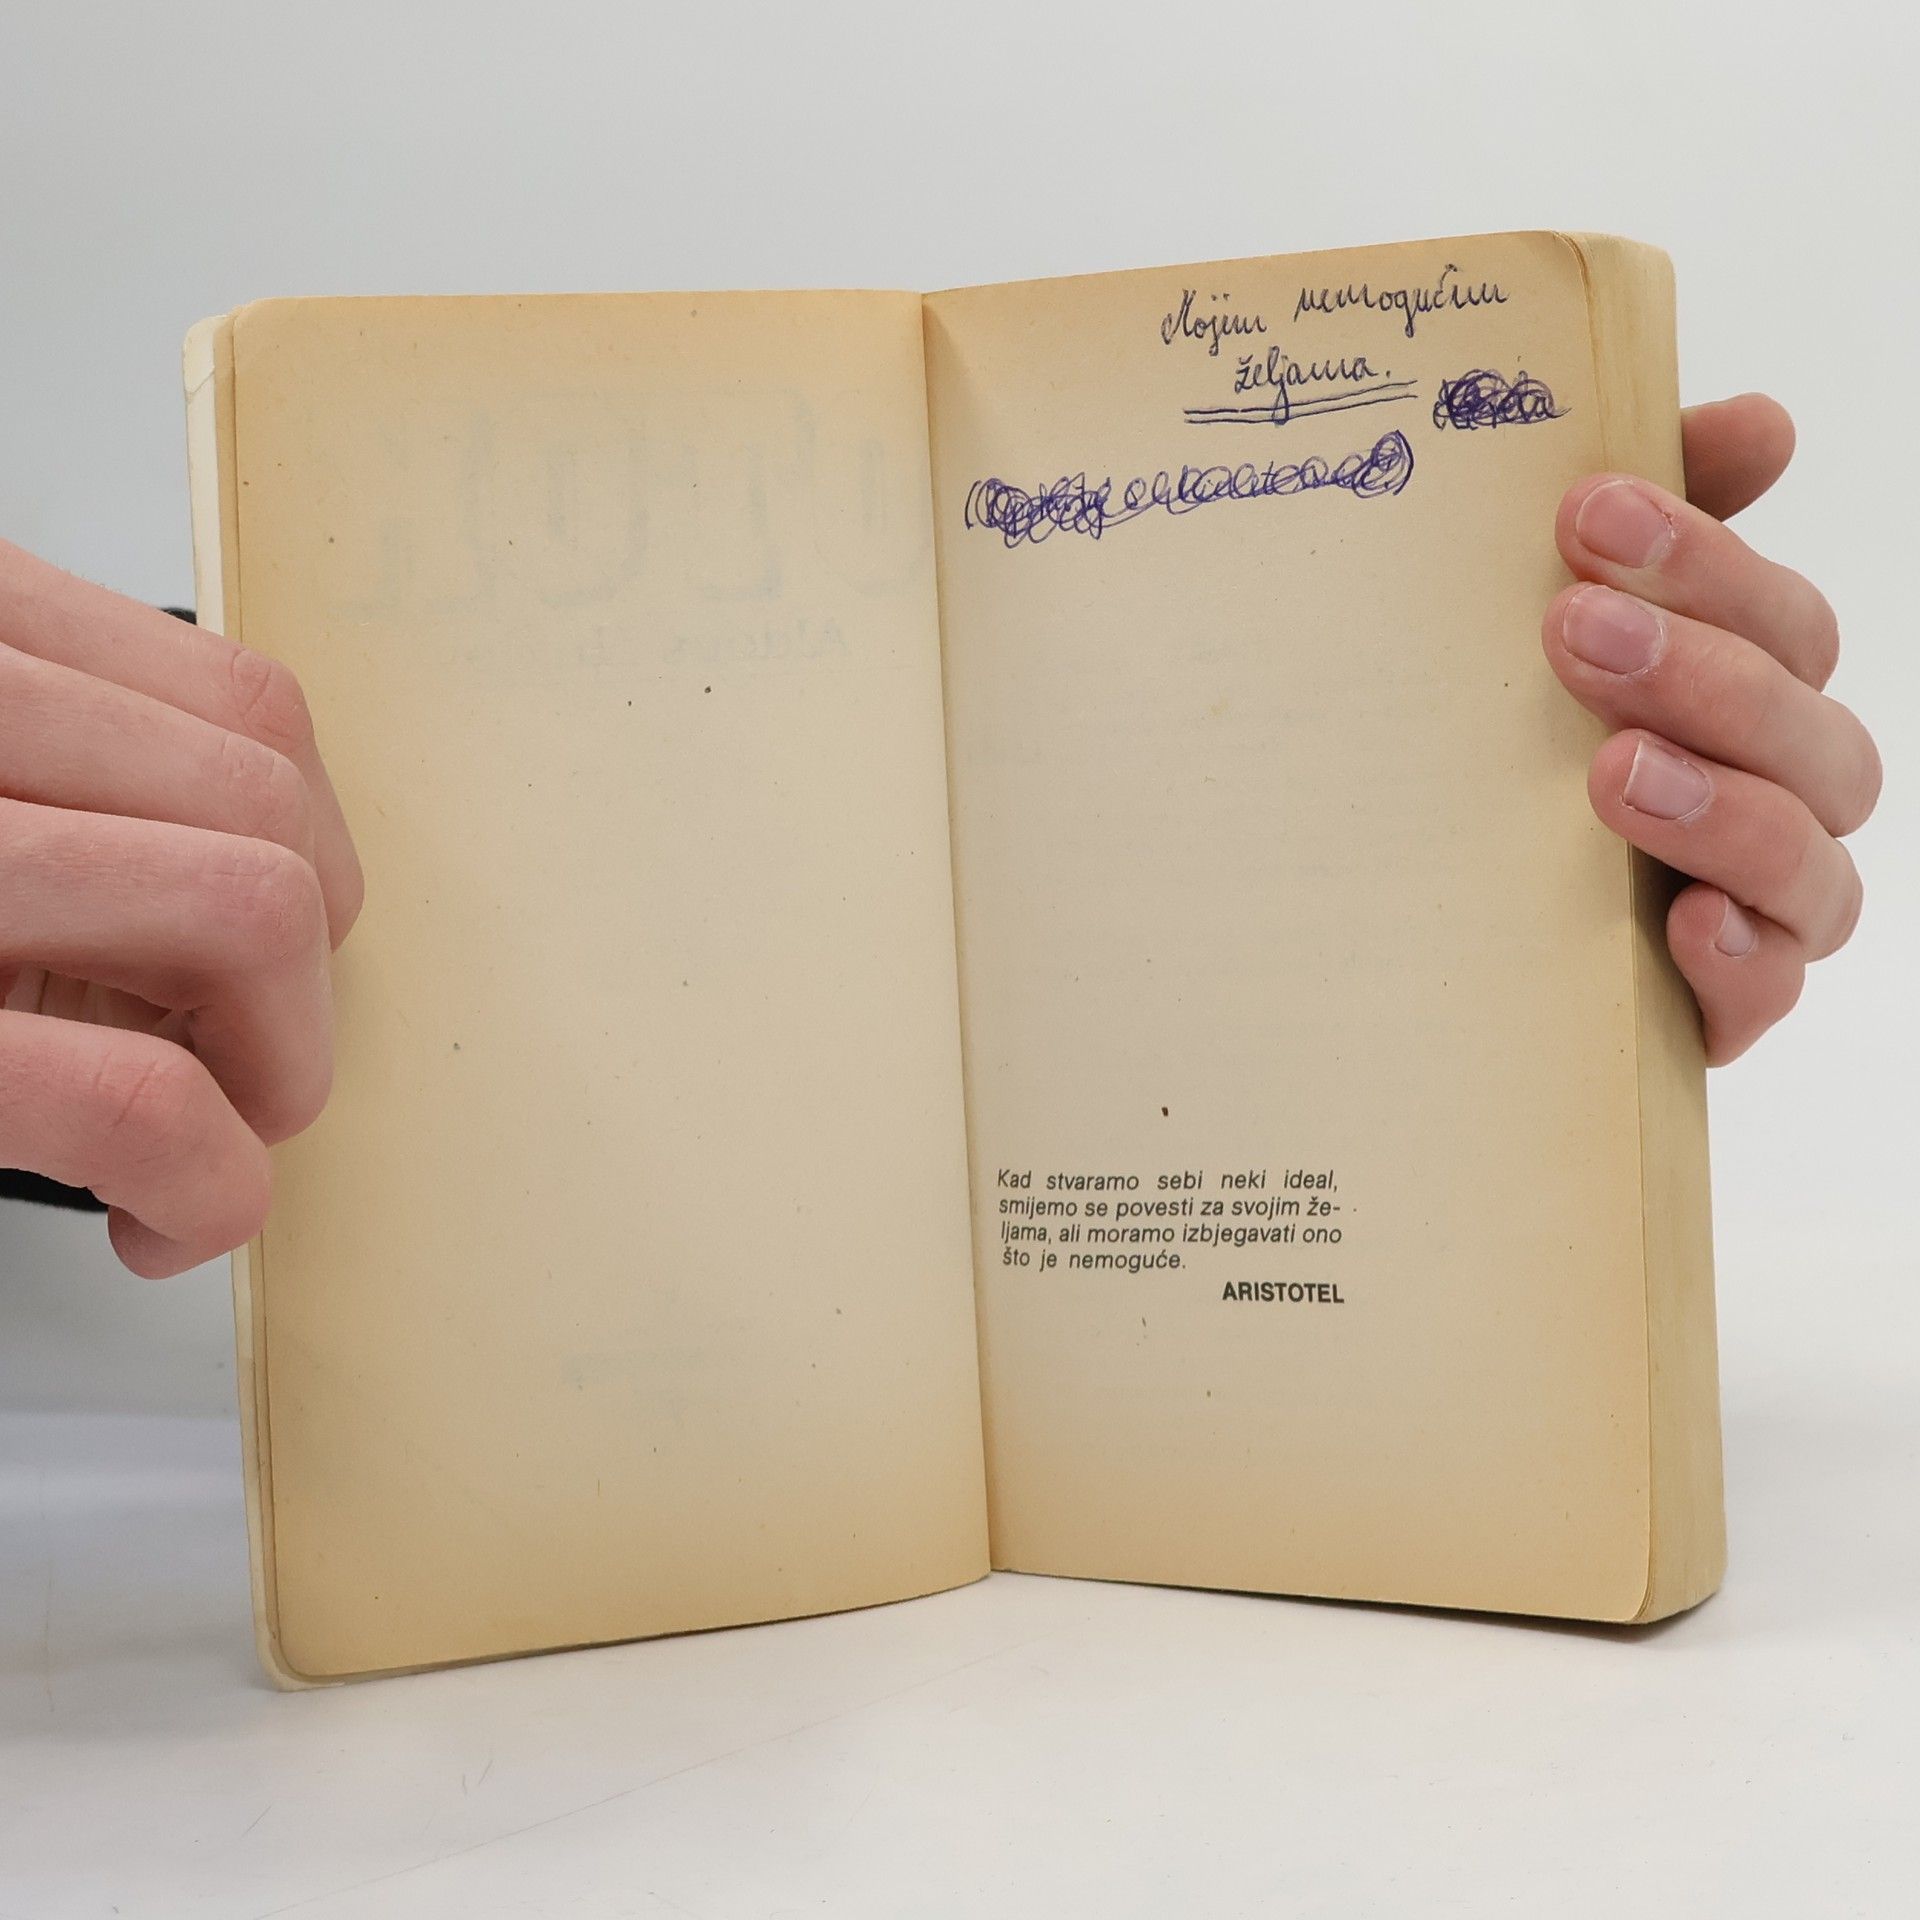 Mojim nemogućim
željama.
Kad stvaramo sebi neki ideal,
smijemo se povesti za svojim že-
ljama, ali moramo izbjegavati ono
što je nemoguće.
ARISTOTEL